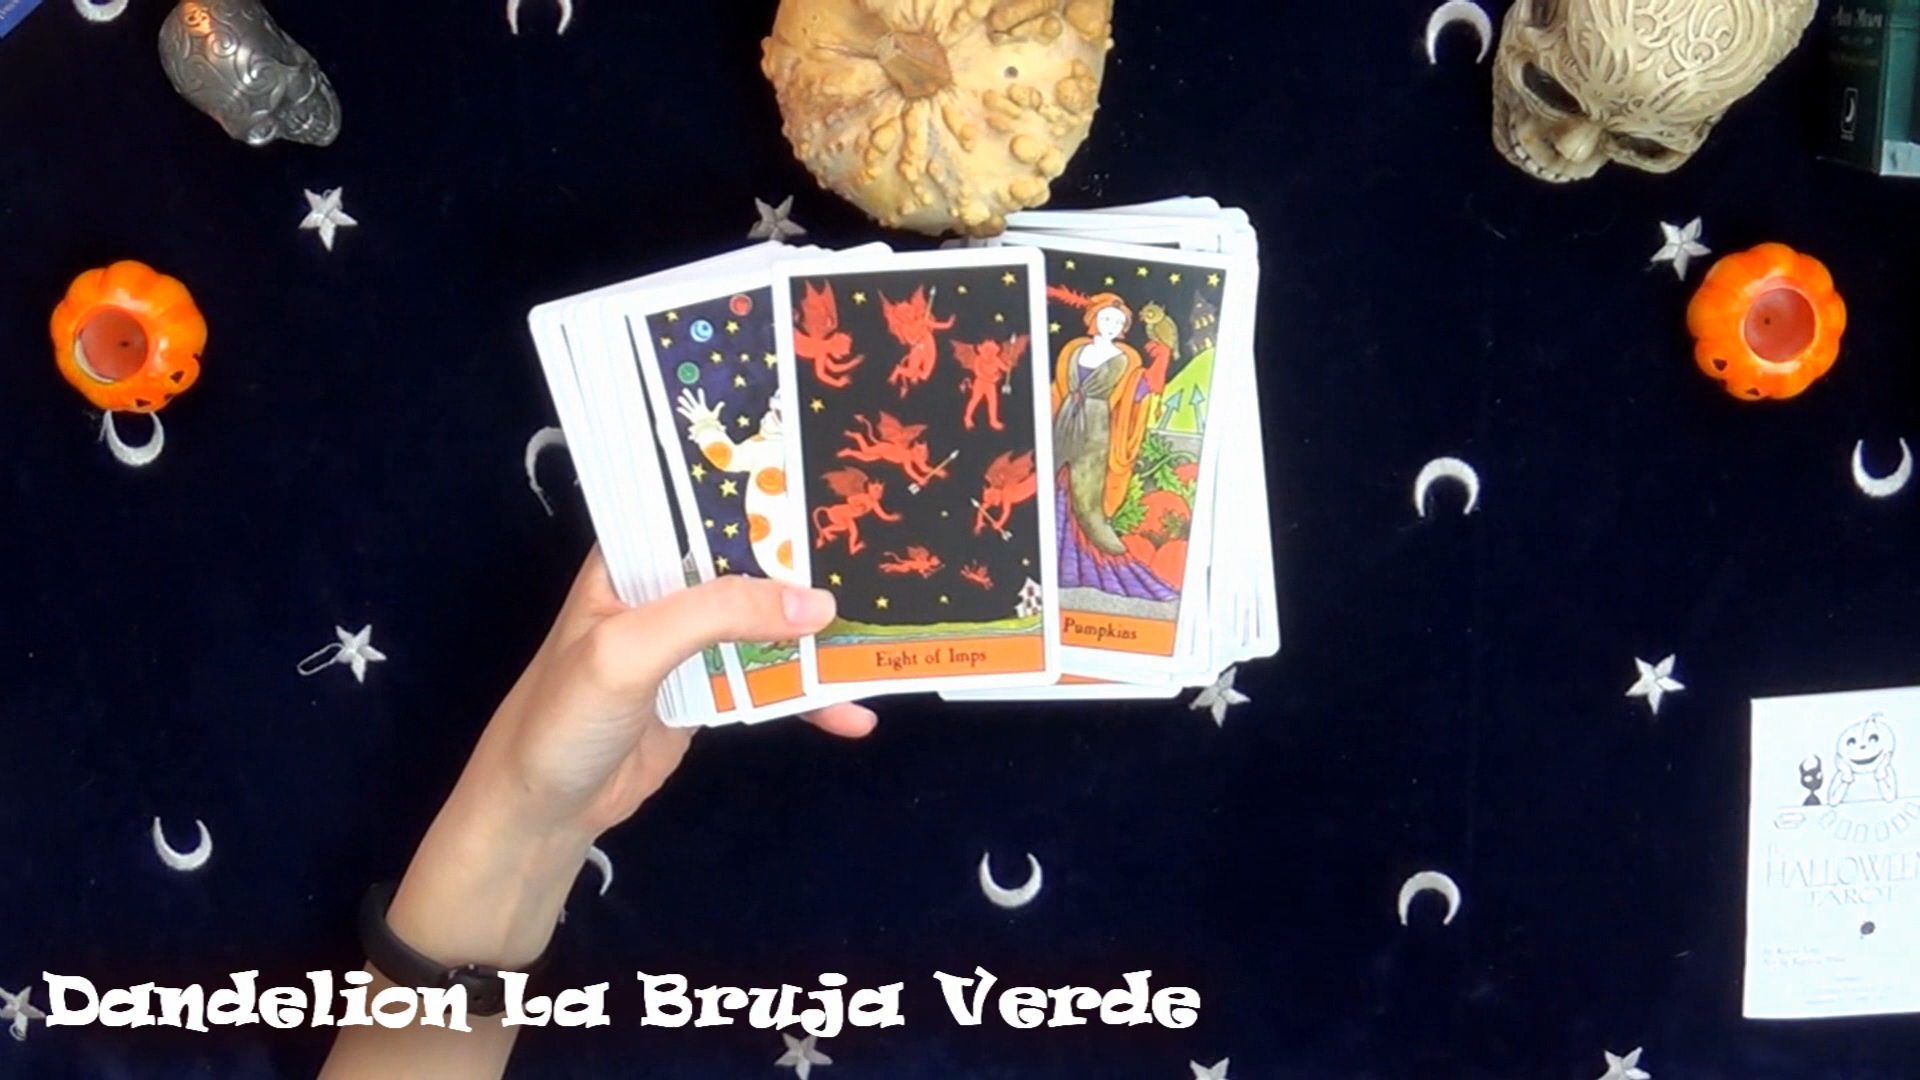 Pumpkins
Eight of Imps
HALLOWEEN
TAROT
Dandelion La Bruja Verde